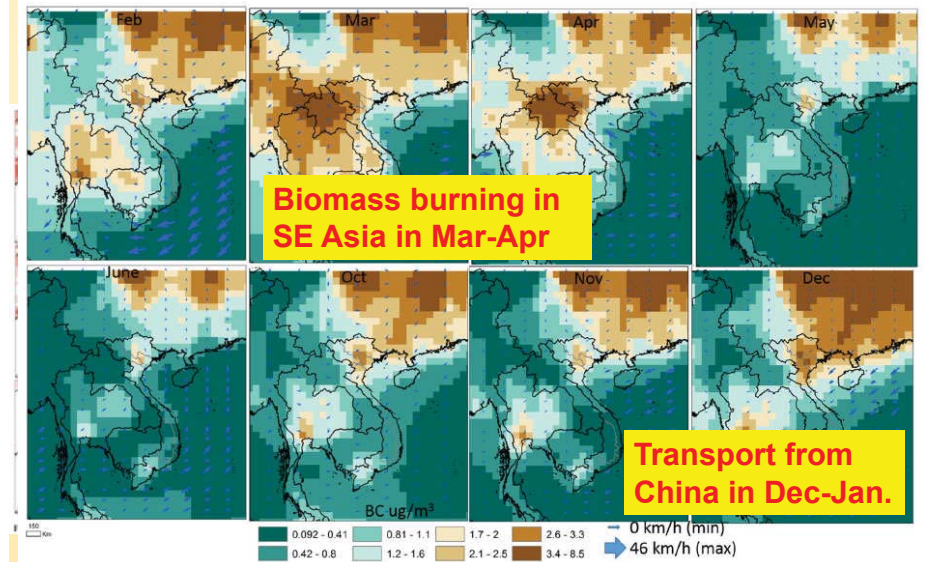 Feb
Mar
Apr
May
Biomass burning in
SE Asia in Mar-Apr
June
Oct
Nov
Dec
Transport from
China in Dec-Jan.
BC ug/m³
0.092 - 0.41
0.81 - 1.1
1.7 - 2
2.6 - 3.3
0 km/h (min)
0.42 - 0.8
1.2 - 1.6
2.1 - 2.5
3.4 - 8.5
46 km/h (max)
150
Km